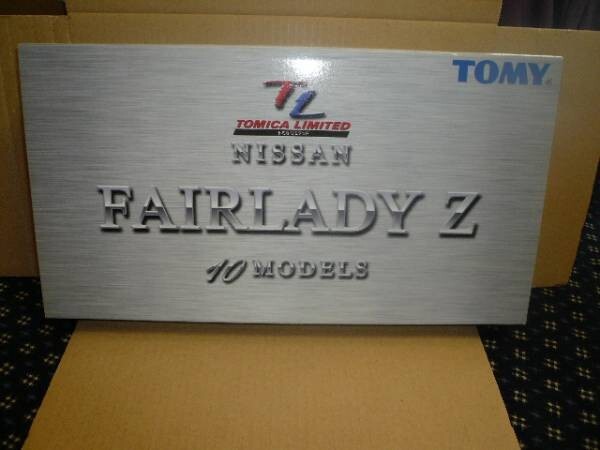 TOMY
TL
TOMICA LIMITED
NISSAN
FAIRLADY Z
10 MODELS